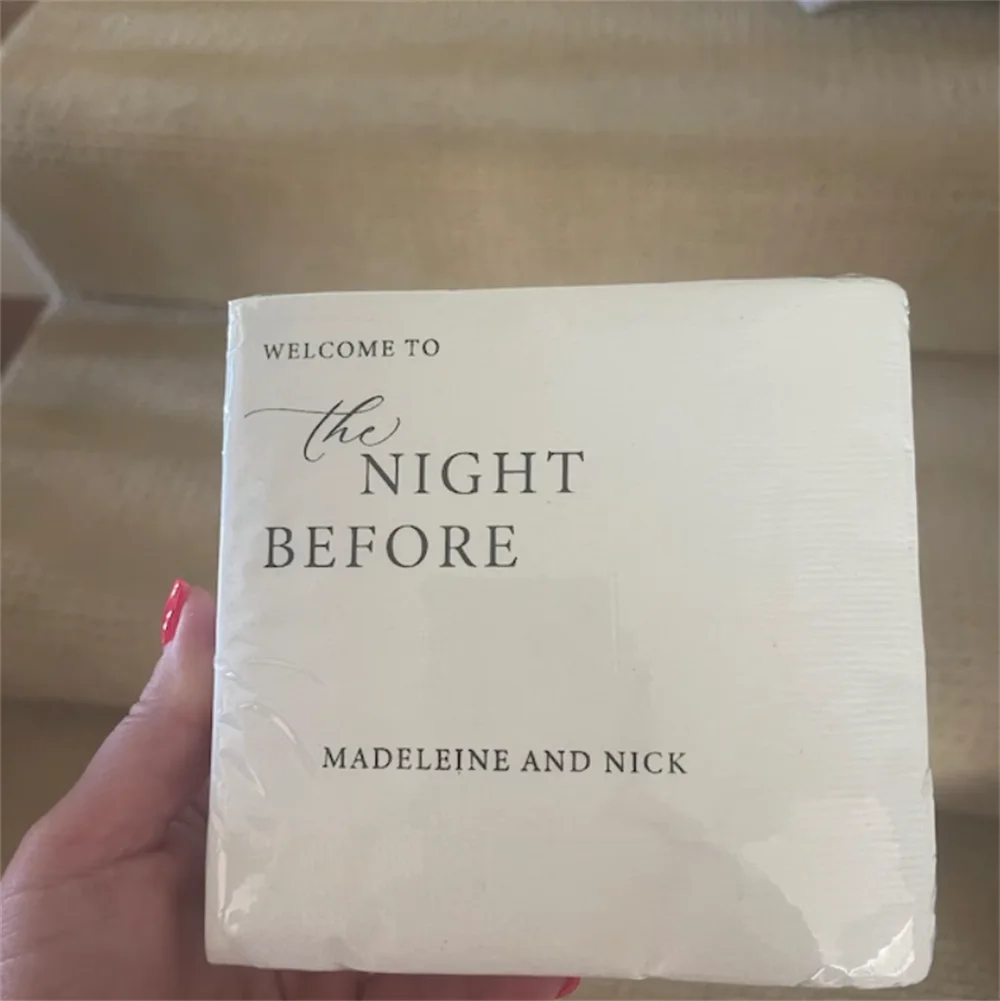 WELCOME TO
the
NIGHT
BEFORE
MADELEINE AND NICK